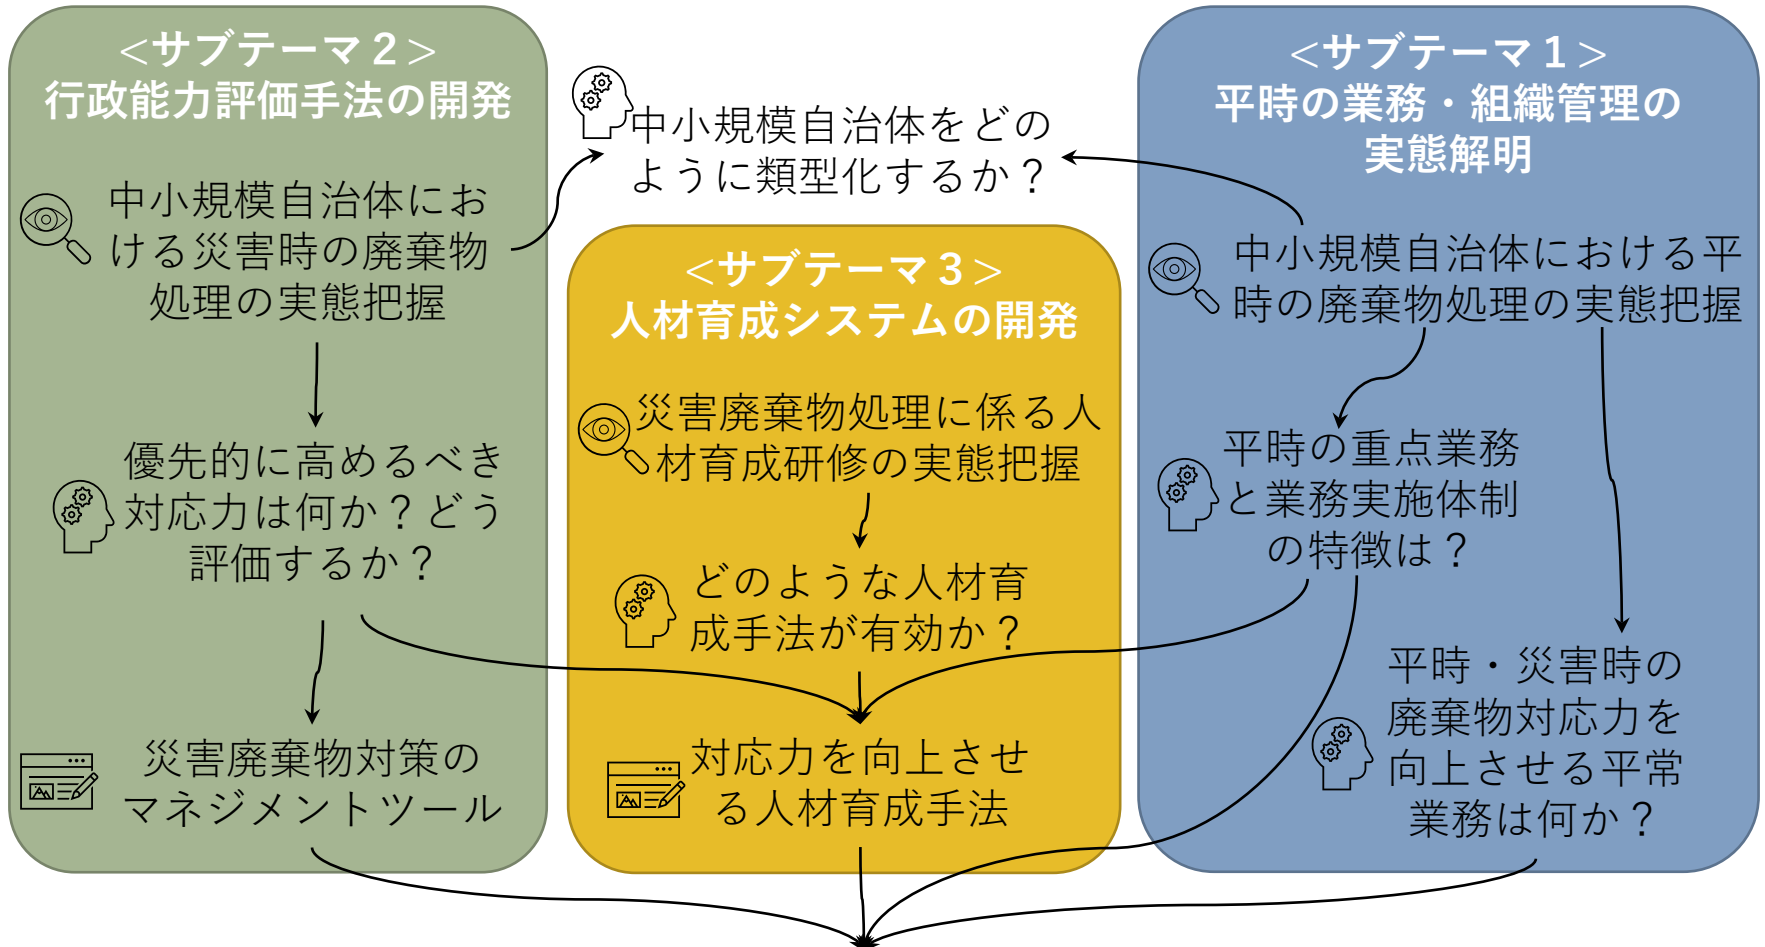 <サブテーマ２>
行政能力評価手法の開発
中小規模自治体にお
ける災害時の廃棄物
処理の実態把握
優先的に高めるべき
対応力は何か？どう
評価するか？
災害廃棄物対策の
マネジメントツール
中小規模自治体をどの
ように類型化するか？
<サブテーマ３>
人材育成システムの開発
災害廃棄物処理に係る人
材育成研修の実態把握
どのような人材育
成手法が有効か？
対応力を向上させ
る人材育成手法
<サブテーマ１>
平時の業務・組織管理の
実態解明
中小規模自治体における平
時の廃棄物処理の実態把握
平時の重点業務
と業務実施体制
の特徴は？
平時・災害時の
廃棄物対応力を
向上させる平常
業務は何か？